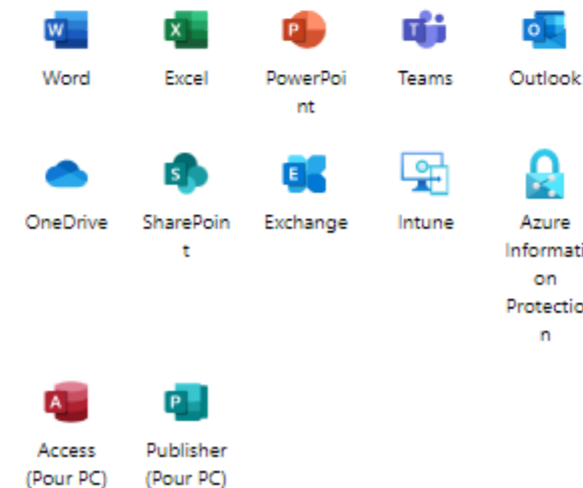 W X P T O
Word Excel PowerPoi Teams Outlook
nt
S E
OneDrive SharePoin Exchange Intune Azure
t Informati
on
Protectio
n
A P
Access Publisher
(Pour PC) (Pour PC)